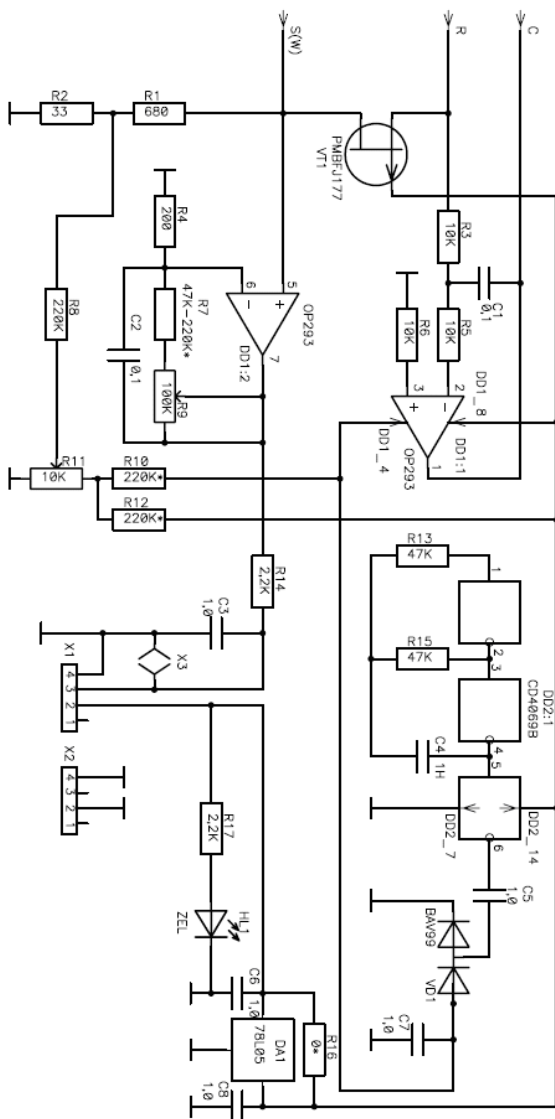 S(W)
R
C
R2
33
R1
680
PMBFJ177
VT1
R3
10K
C1
0,1
R4
200
R6
10K
R5
10K
R8
220K
R7
47K-220K*
C2
0,1
R9
100K
6
5
7
OP293
DD1:2
3
2
1
DD1_8
DD1:1
DD1_4
OP293
R11
10K
R10
220K*
R12
220K*
R14
2,2K
C3
1,0
X3
X1
4
3
2
1
X2
4
3
2
1
R13
47K
R15
47K
1
2
3
DD2:1
CD4069B
4
5
C4
1H
DD2_7
DD2_14
6
C5
1,0
BAV99
VD1
C7
1,0
R17
2,2K
HL1
ZEL
C6
1,0
DA1
78L05
R16
0*
C8
1,0